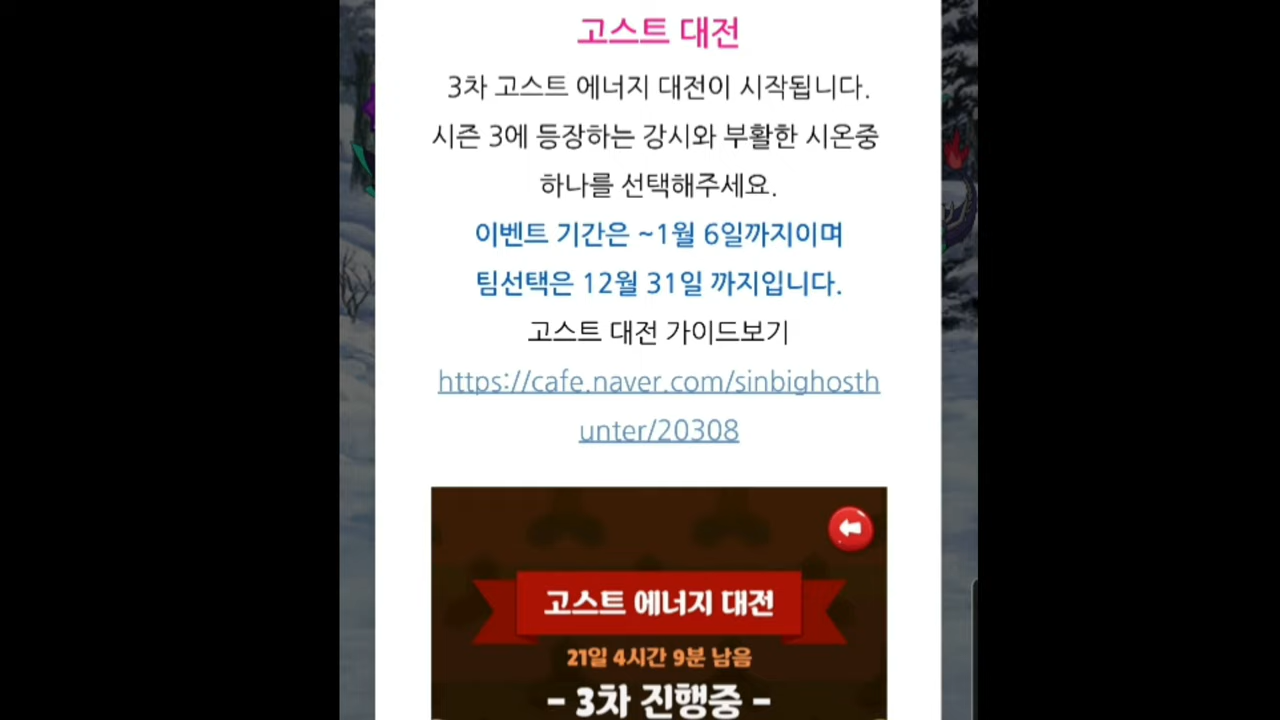 고스트 대전
3차 고스트 에너지 대전이 시작됩니다.
시즌 3에 등장하는 강시와 부활한 시온중
하나를 선택해주세요.
이벤트 기간은 ~1월 6일까지이며
팀선택은 12월 31일 까지입니다.
고스트 대전 가이드보기
https://cafe.naver.com/sinbighosth
unter/20308
고스트 에너지 대전
21일 4시간 9분 남음
- 3차 진행중 -